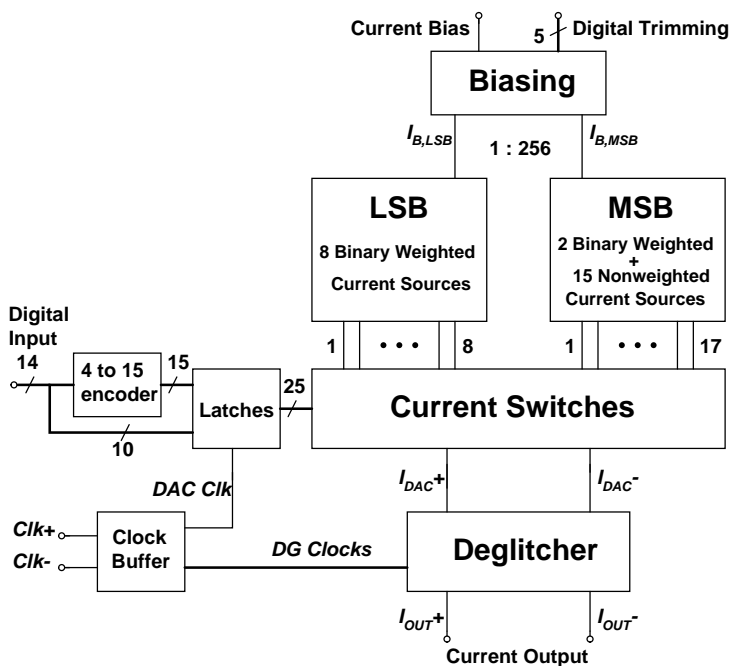 Current Bias
5
Digital Trimming
Biasing
I_B,LSB
1 : 256
I_B,MSB
LSB
8 Binary Weighted
Current Sources
MSB
2 Binary Weighted
+
15 Nonweighted
Current Sources
Digital
Input
14
4 to 15
encoder
15
10
Latches
25
1
• • •
8
1
• • •
17
Current Switches
DAC Clk
I_DAC+
I_DAC-
Clk+
Clk-
Clock
Buffer
DG Clocks
Deglitcher
I_OUT+
I_OUT-
Current Output